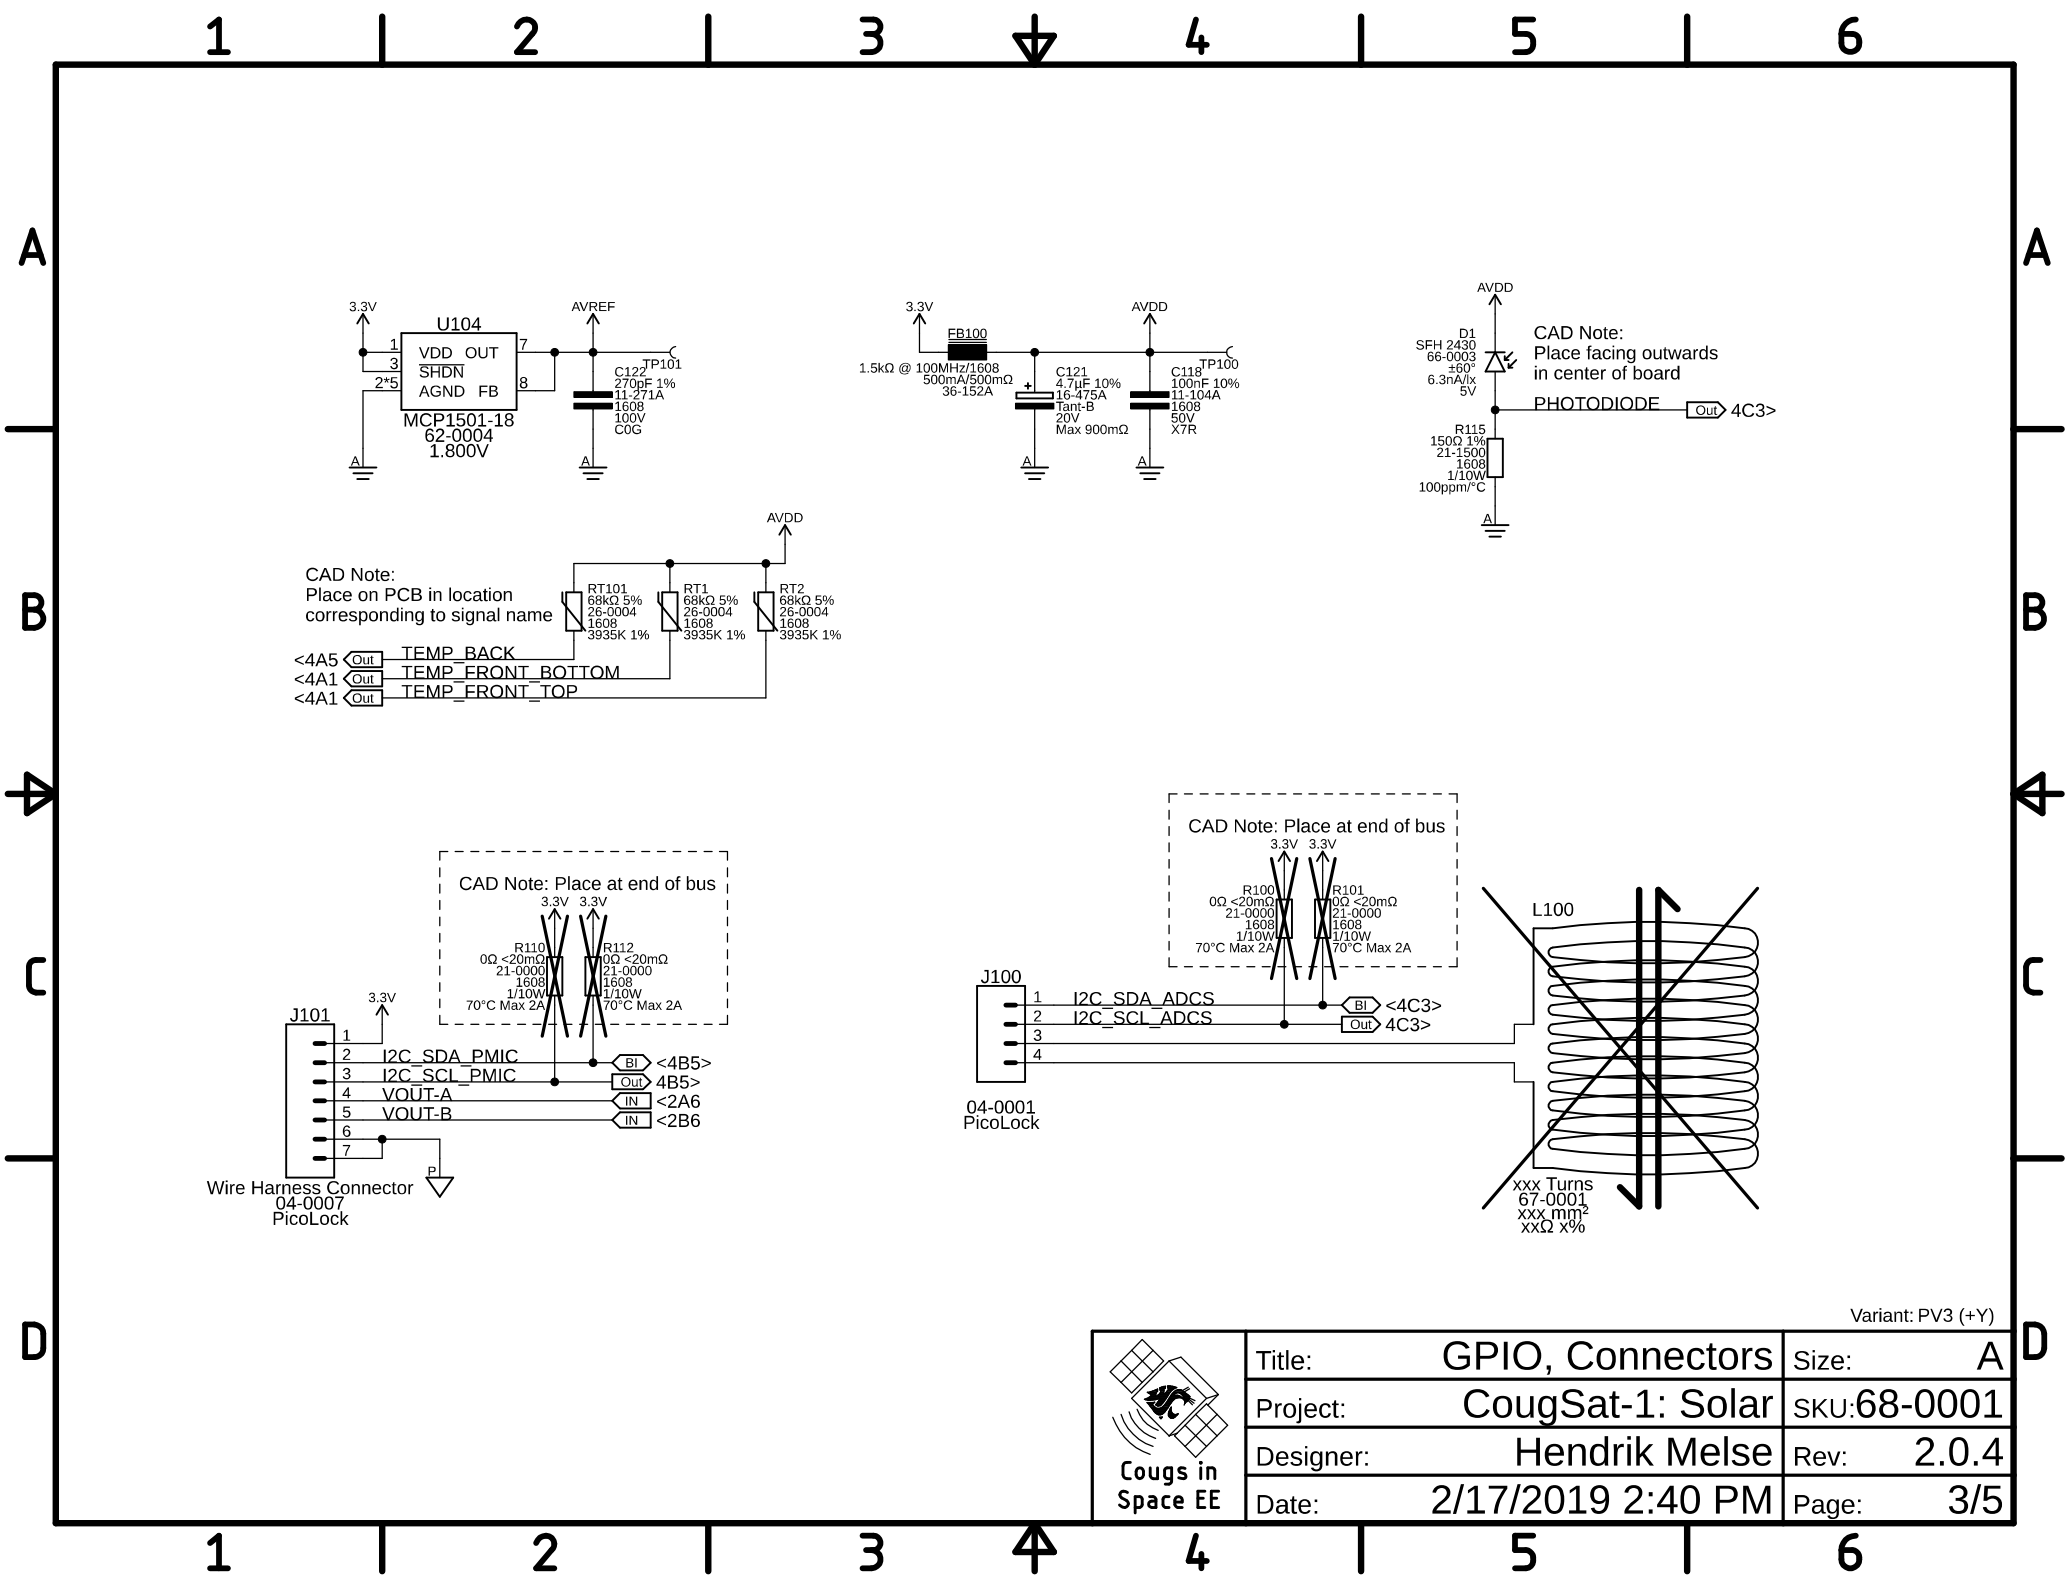 1 2 3 4 5 6
A A
3.3V
U104
1 VDD OUT 7
3 SHDN
2*5 AGND FB 8
MCP1501-18
62-0004
1.800V
A
AVREF
TP101
C122
270pF 1%
11-271A
1608
100V
C0G
A
3.3V
FB100
1.5kΩ @ 100MHz/1608
500mA/500mΩ
36-152A
AVDD
TP100
+
C121
4.7µF 10%
16-475A
Tant-B
20V
Max 900mΩ
A
C118
100nF 10%
11-104A
1608
50V
X7R
A
AVDD
D1
SFH 2430
66-0003
±60°
6.3nA/lx
5V
CAD Note:
Place facing outwards
in center of board
PHOTODIODE Out 4C3>
R115
150Ω 1%
21-1500
1608
1/10W
100ppm/°C
A
B B
AVDD
CAD Note:
Place on PCB in location
corresponding to signal name
RT101
68kΩ 5%
26-0004
1608
3935K 1%
RT1
68kΩ 5%
26-0004
1608
3935K 1%
RT2
68kΩ 5%
26-0004
1608
3935K 1%
<4A5 Out TEMP_BACK
<4A1 Out TEMP_FRONT_BOTTOM
<4A1 Out TEMP_FRONT_TOP
C C
CAD Note: Place at end of bus
3.3V 3.3V
R110
0Ω <20mΩ
21-0000
1608
1/10W
70°C Max 2A
R112
0Ω <20mΩ
21-0000
1608
1/10W
70°C Max 2A
J101
3.3V
1
2 I2C_SDA_PMIC BI <4B5>
3 I2C_SCL_PMIC Out 4B5>
4 VOUT-A IN <2A6
5 VOUT-B IN <2B6
6
7
P
Wire Harness Connector
04-0007
PicoLock
CAD Note: Place at end of bus
3.3V 3.3V
R100
0Ω <20mΩ
21-0000
1608
1/10W
70°C Max 2A
R101
0Ω <20mΩ
21-0000
1608
1/10W
70°C Max 2A
J100
1 I2C_SDA_ADCS BI <4C3>
2 I2C_SCL_ADCS Out 4C3>
3
4
04-0001
PicoLock
L100
xxx Turns
67-0001
xxx mm²
xxΩ x%
D D
Variant: PV3 (+Y)
Cougs in
Space EE
Title: GPIO, Connectors Size: A
Project: CougSat-1: Solar SKU: 68-0001
Designer: Hendrik Melse Rev: 2.0.4
Date: 2/17/2019 2:40 PM Page: 3/5
1 2 3 4 5 6